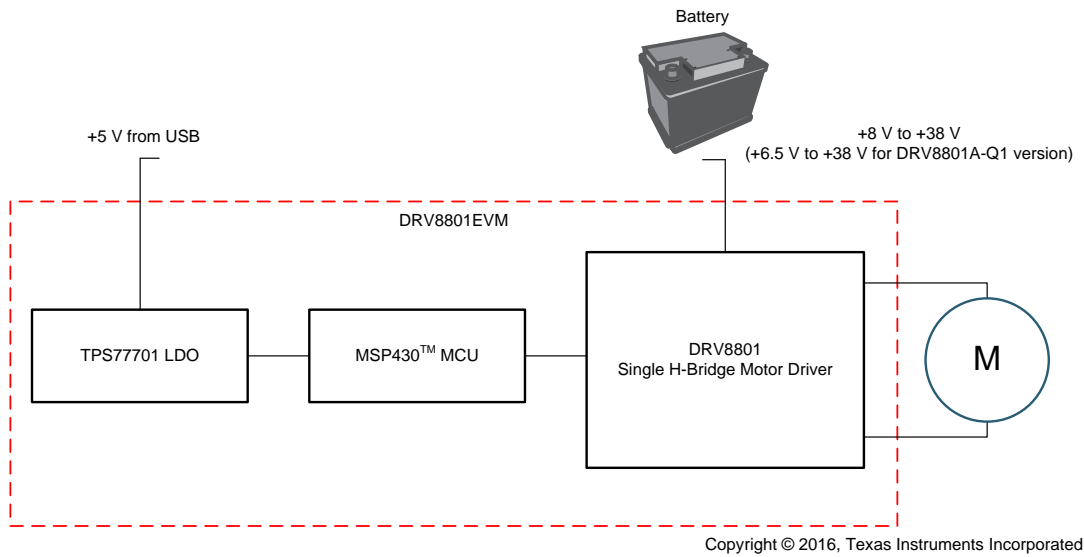 Battery
+5 V from USB
+8 V to +38 V
(+6.5 V to +38 V for DRV8801A-Q1 version)
DRV8801EVM
TPS77701 LDO
MSP430™ MCU
DRV8801
Single H-Bridge Motor Driver
M
Copyright © 2016, Texas Instruments Incorporated